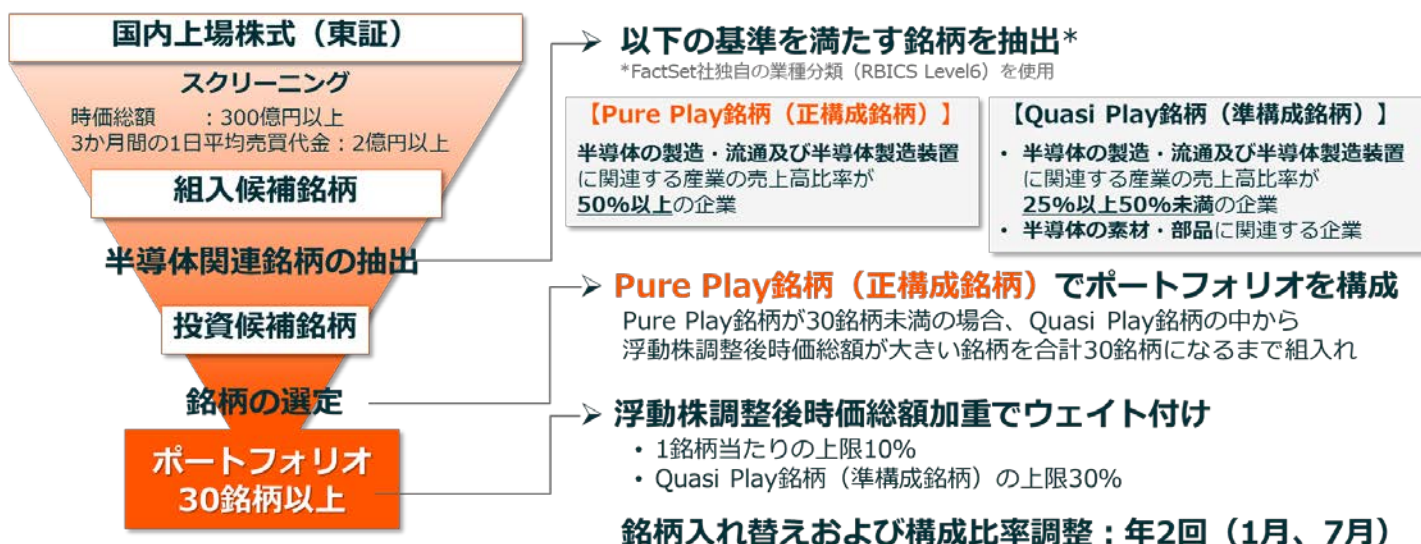 国内上場株式（東証）
スクリーニング
時価総額　　：300億円以上
3か月間の1日平均売買代金：2億円以上
組入候補銘柄
半導体関連銘柄の抽出
投資候補銘柄
銘柄の選定
ポートフォリオ
30銘柄以上
➢ 以下の基準を満たす銘柄を抽出*
*FactSet社独自の業種分類（RBICS Level6）を使用
【Pure Play銘柄（正構成銘柄）】
半導体の製造・流通及び半導体製造装置
に関連する産業の売上高比率が
50%以上の企業
【Quasi Play銘柄（準構成銘柄）】
• 半導体の製造・流通及び半導体製造装置
に関連する産業の売上高比率が
25%以上50%未満の企業
• 半導体の素材・部品に関連する企業
➢ Pure Play銘柄（正構成銘柄）でポートフォリオを構成
Pure Play銘柄が30銘柄未満の場合、Quasi Play銘柄の中から
浮動株調整後時価総額が大きい銘柄を合計30銘柄になるまで組入れ
➢ 浮動株調整後時価総額加重でウェイト付け
• 1銘柄当たりの上限10%
• Quasi Play銘柄（準構成銘柄）の上限30%
銘柄入れ替えおよび構成比率調整：年2回（1月、7月）